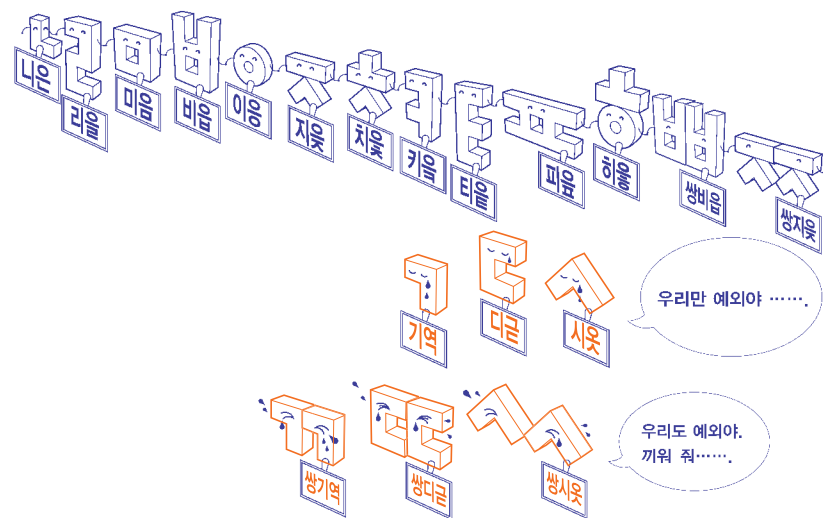 니은
리을
미음
비읍
이응
지읒
치읓
키읔
티읕
피읖
히읗
쌍비읍
쌍지읒
기역
디귿
시옷
우리만 예외야 …….
쌍기역
쌍디귿
쌍시옷
우리도 예외야.
끼워 줘…….